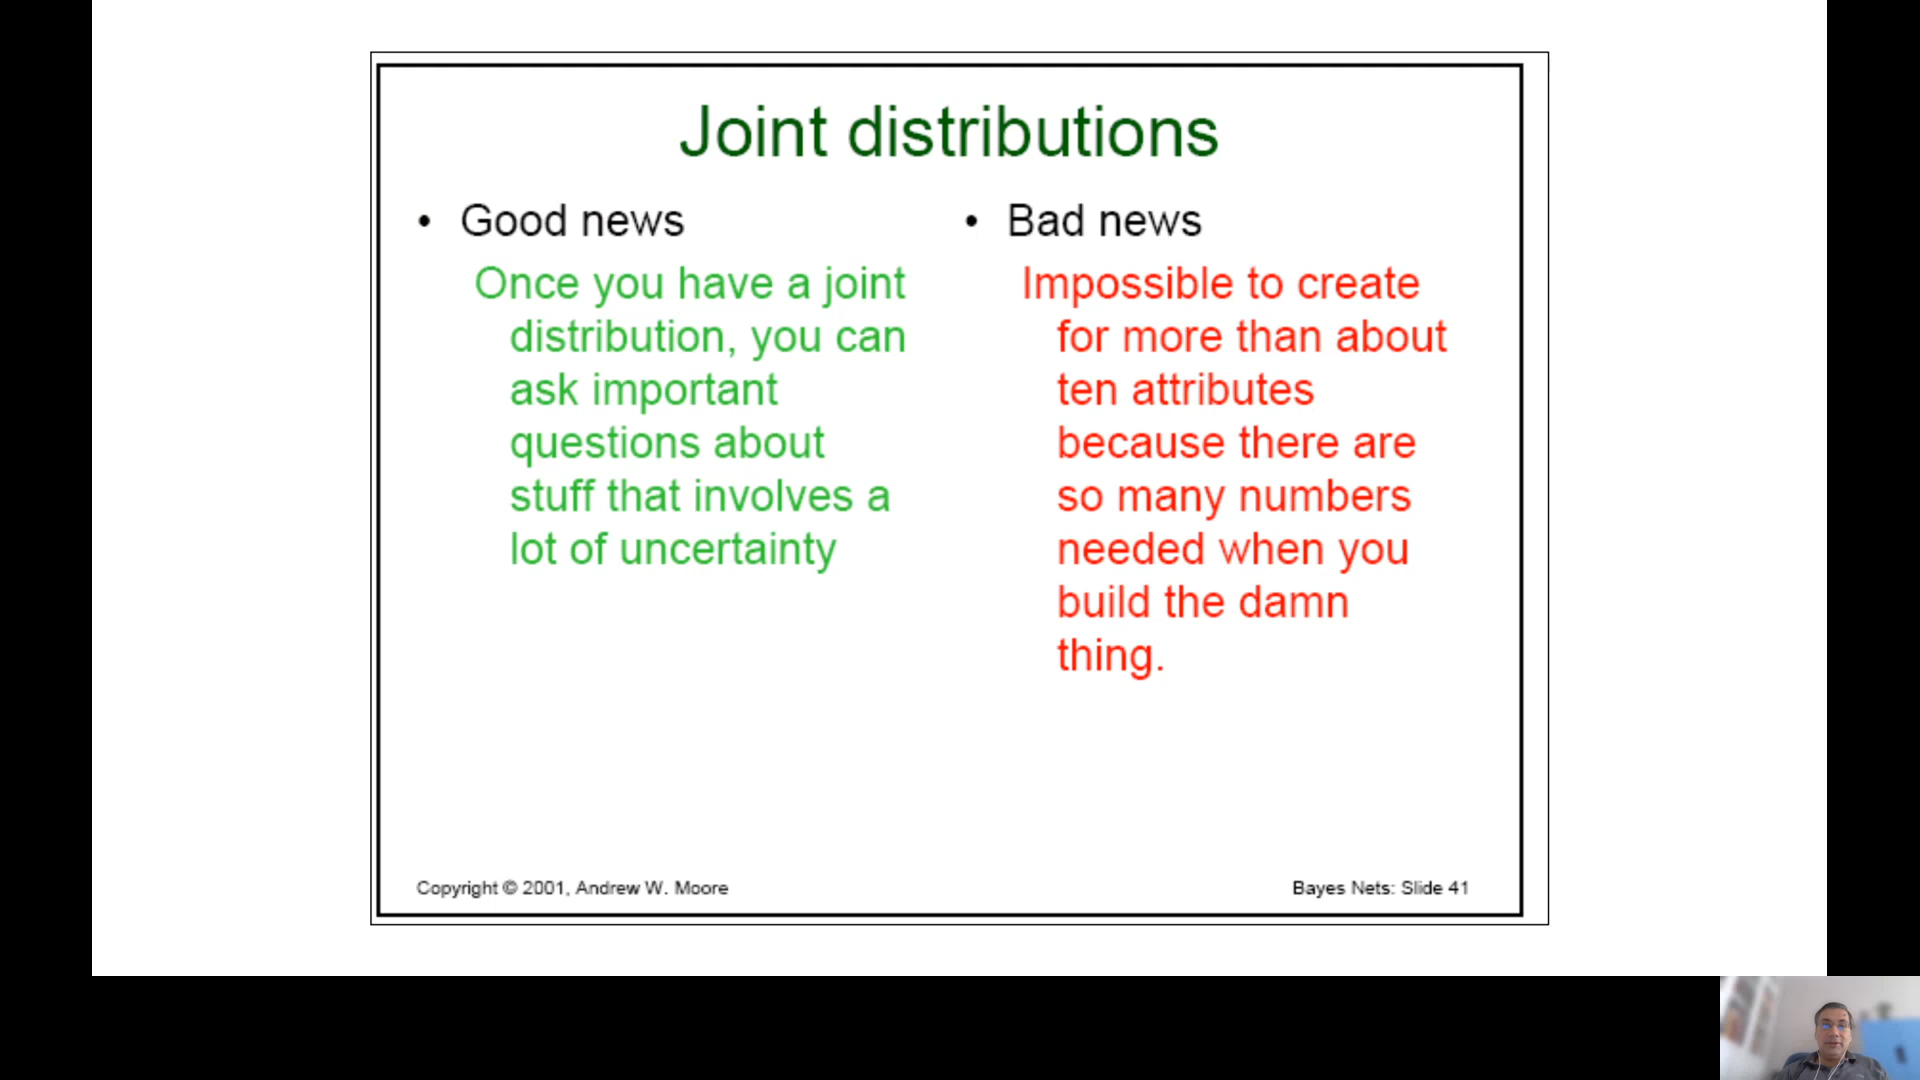 Joint distributions
• Good news
Once you have a joint
distribution, you can
ask important
questions about
stuff that involves a
lot of uncertainty
• Bad news
Impossible to create
for more than about
ten attributes
because there are
so many numbers
needed when you
build the damn
thing.
Copyright © 2001, Andrew W. Moore
Bayes Nets: Slide 41